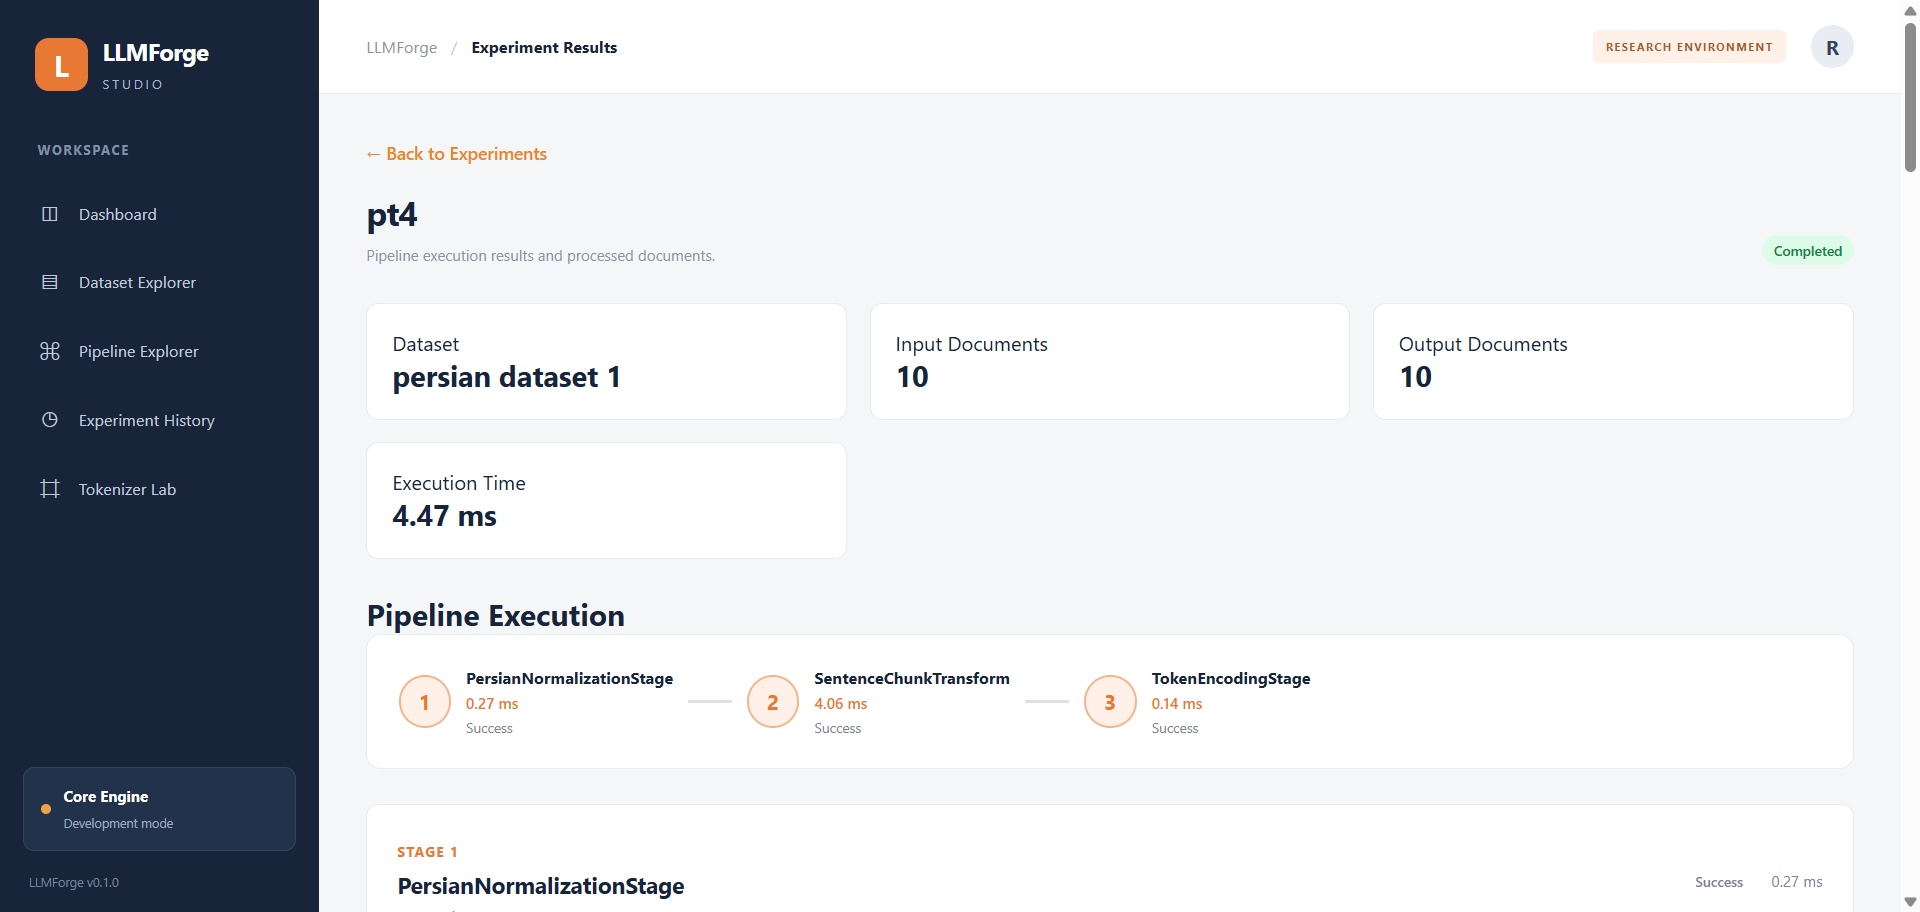 L
LLMForge
STUDIO
WORKSPACE
Dashboard
Dataset Explorer
Pipeline Explorer
Experiment History
Tokenizer Lab
Core Engine
Development mode
LLMForge v0.1.0
LLMForge / Experiment Results
RESEARCH ENVIRONMENT
R
← Back to Experiments
pt4
Pipeline execution results and processed documents.
Completed
Dataset
persian dataset 1
Input Documents
10
Output Documents
10
Execution Time
4.47 ms
Pipeline Execution
1
PersianNormalizationStage
0.27 ms
Success
2
SentenceChunkTransform
4.06 ms
Success
3
TokenEncodingStage
0.14 ms
Success
STAGE 1
PersianNormalizationStage
Success
0.27 ms